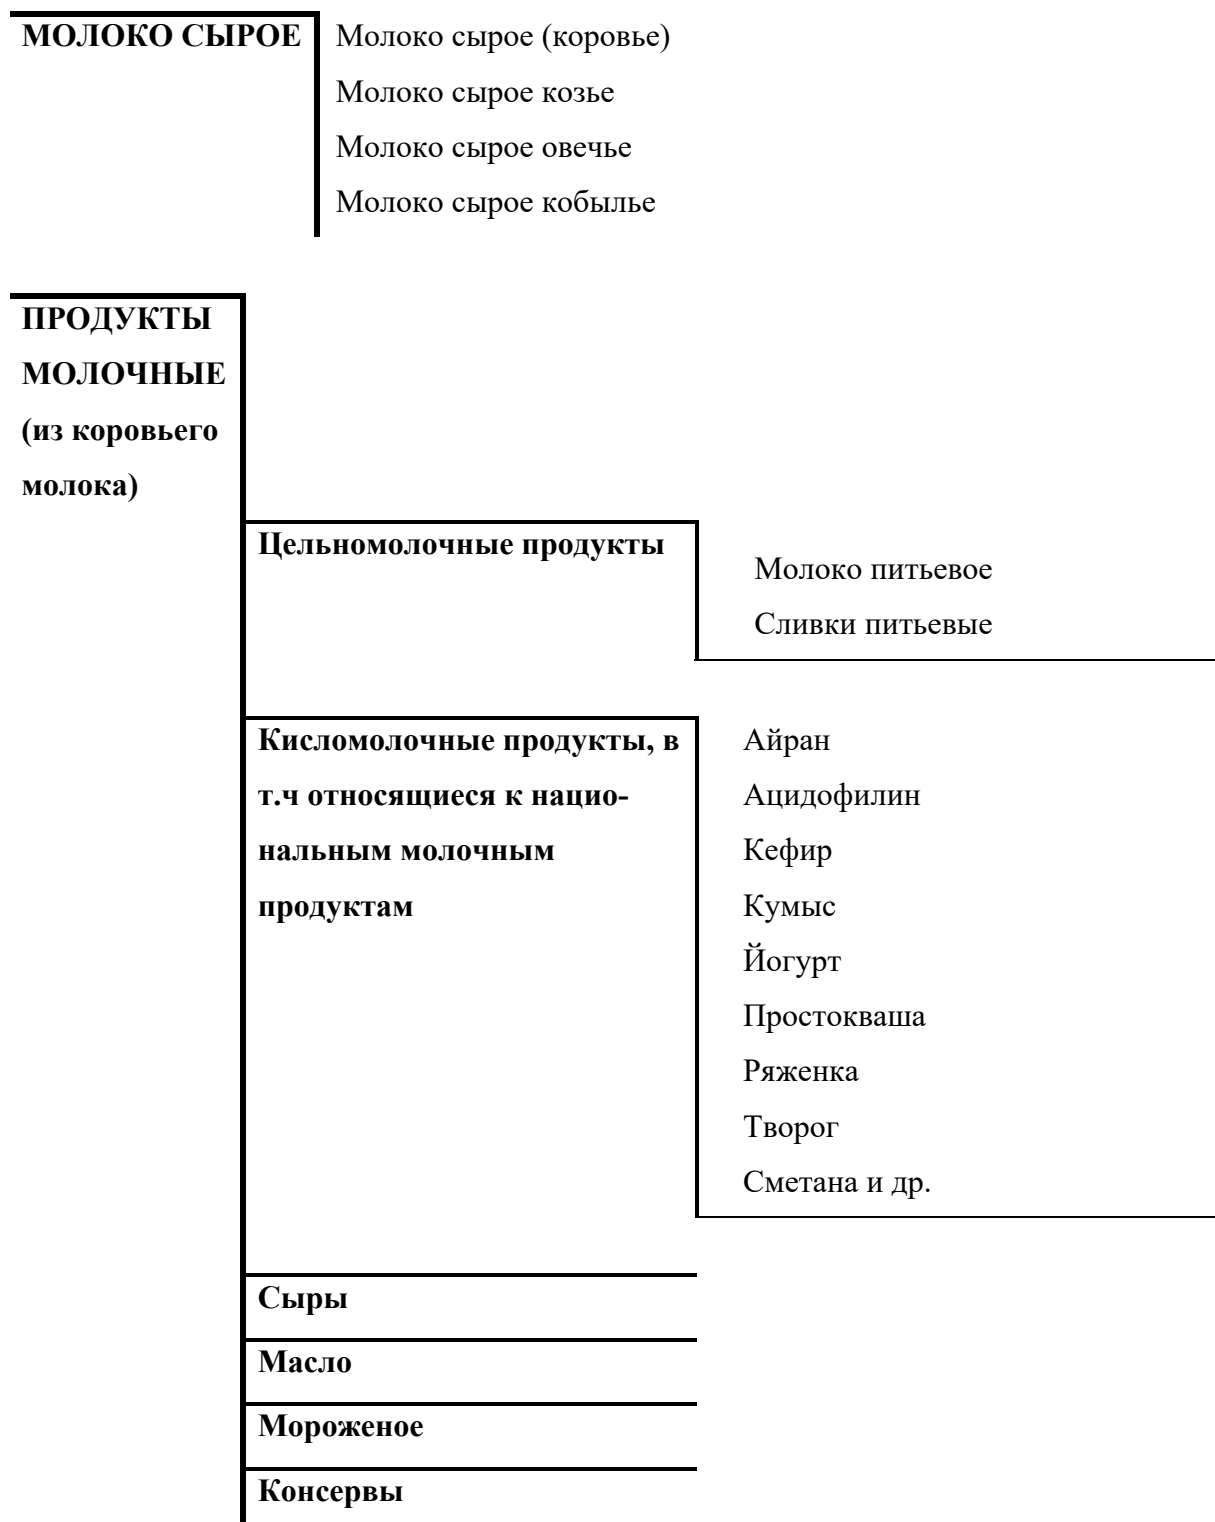 МОЛОКО СЫРОЕ
Молоко сырое (коровье)
Молоко сырое козье
Молоко сырое овечье
Молоко сырое кобылье
ПРОДУКТЫ
МОЛОЧНЫЕ
(из коровьего
молока)
Цельномолочные продукты
Молоко питьевое
Сливки питьевые
Кисломолочные продукты, в
т.ч относящиеся к нацио-
нальным молочным
продуктам
Айран
Ацидофилин
Кефир
Кумыс
Йогурт
Простокваша
Ряженка
Творог
Сметана и др.
Сыры
Масло
Мороженое
Консервы